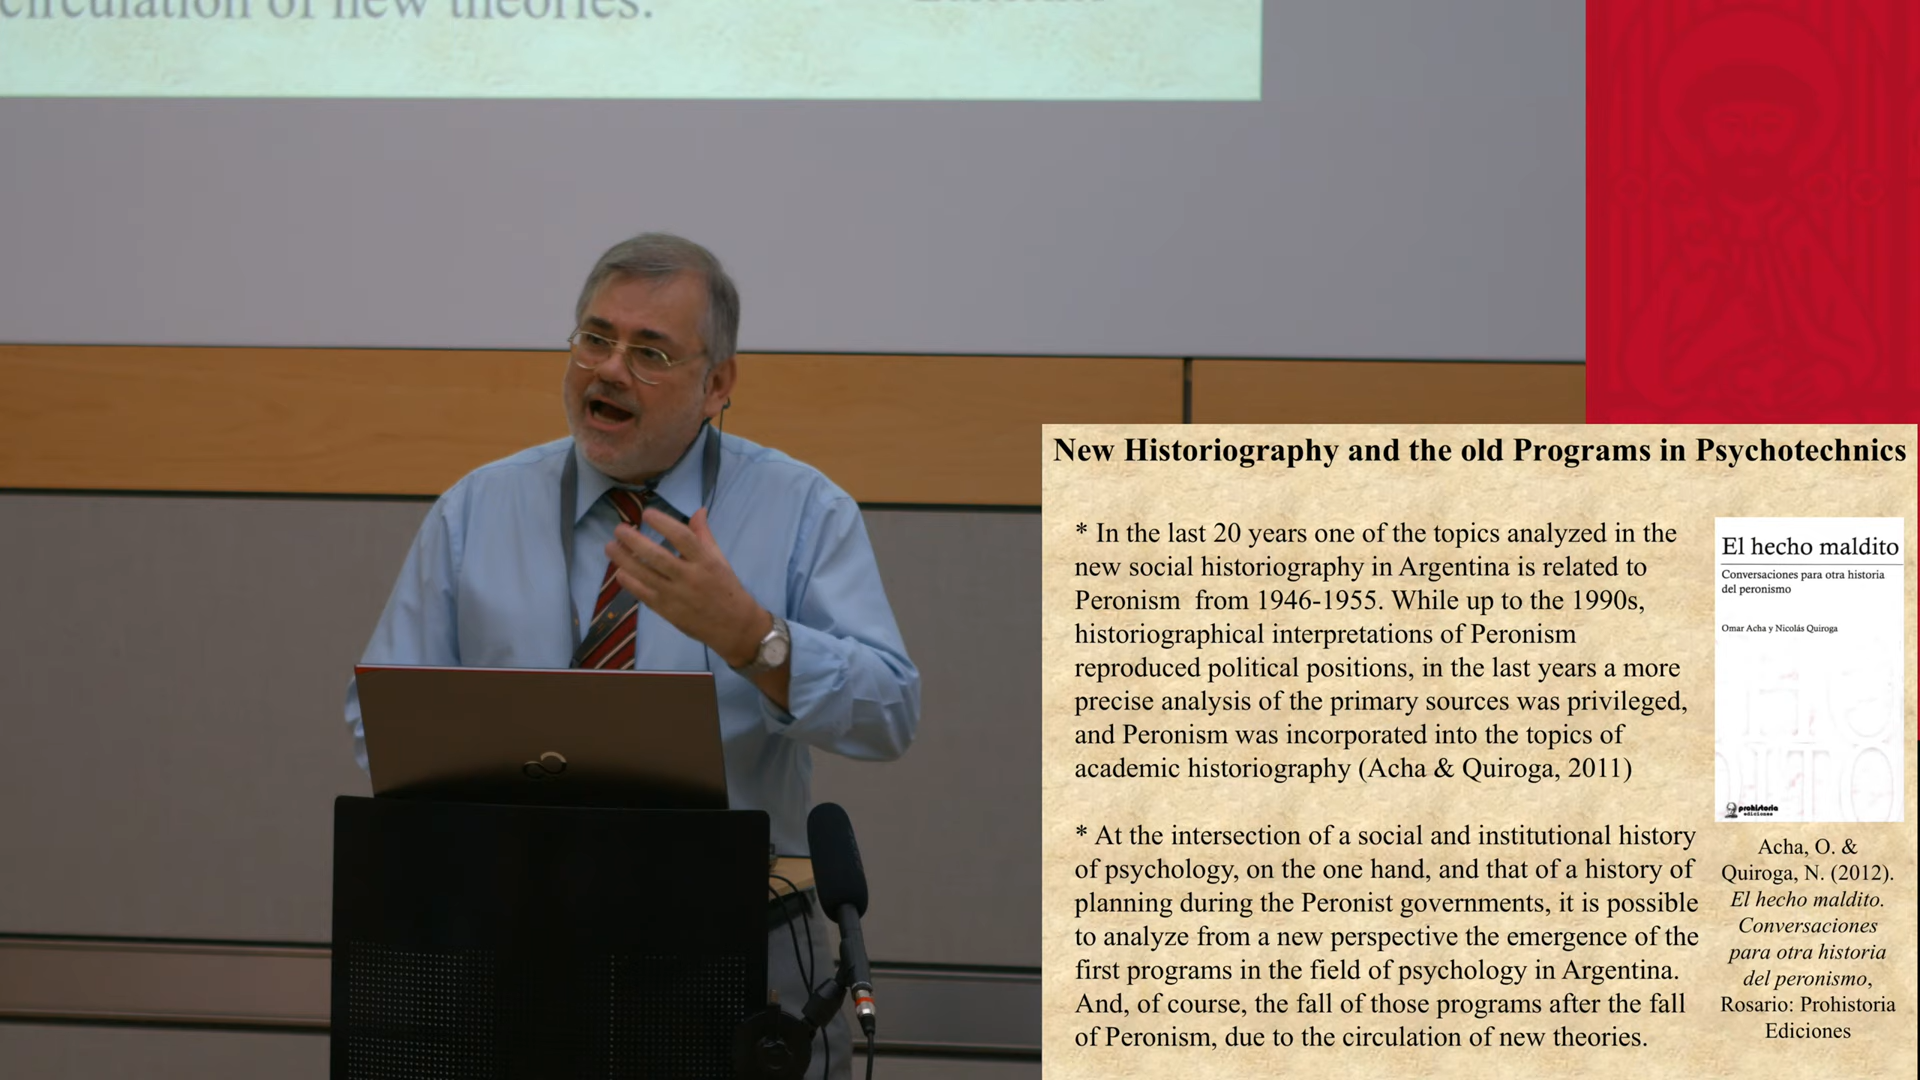 circulation of new theories.
New Historiography and the old Programs in Psychotechnics
* In the last 20 years one of the topics analyzed in the
new social historiography in Argentina is related to
Peronism from 1946-1955. While up to the 1990s,
historiographical interpretations of Peronism
reproduced political positions, in the last years a more
precise analysis of the primary sources was privileged,
and Peronism was incorporated into the topics of
academic historiography (Acha & Quiroga, 2011)
* At the intersection of a social and institutional history
of psychology, on the one hand, and that of a history of
planning during the Peronist governments, it is possible
to analyze from a new perspective the emergence of the
first programs in the field of psychology in Argentina.
And, of course, the fall of those programs after the fall
of Peronism, due to the circulation of new theories.
El hecho maldito
Conversaciones para otra historia
del peronismo
Omar Acha y Nicolás Quiroga
prohistoria
ediciones
Acha, O. &
Quiroga, N. (2012).
El hecho maldito.
Conversaciones
para otra historia
del peronismo,
Rosario: Prohistoria
Ediciones